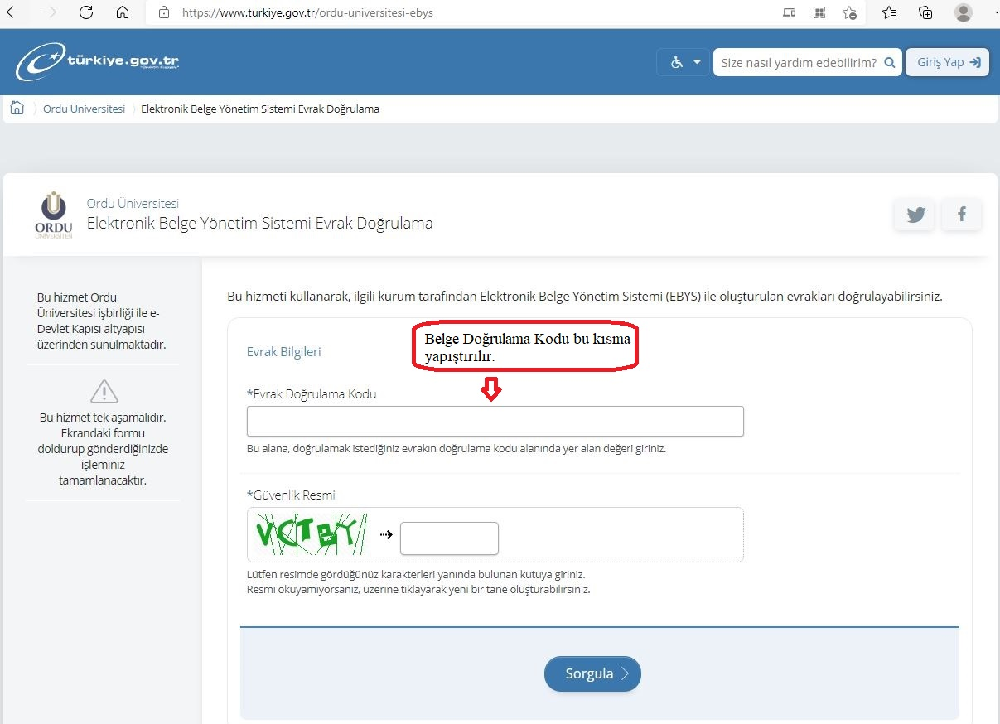 https://www.turkiye.gov.tr/ordu-universitesi-ebys
türkiye.gov.tr
Size nasıl yardım edebilirim?
Giriş Yap
Ordu Üniversitesi
Elektronik Belge Yönetim Sistemi Evrak Doğrulama
ORDU
ÜNİVERSİTESİ
Ordu Üniversitesi
Elektronik Belge Yönetim Sistemi Evrak Doğrulama
Bu hizmet Ordu
Üniversitesi işbirliği ile e-
Devlet Kapısı altyapısı
üzerinden sunulmaktadır.
Bu hizmet tek aşamalıdır.
Ekrandaki formu
doldurup gönderdiğinizde
işleminiz
tamamlanacaktır.
Bu hizmeti kullanarak, ilgili kurum tarafından Elektronik Belge Yönetim Sistemi (EBYS) ile oluşturulan evrakları doğrulayabilirsiniz.
Evrak Bilgileri
Belge Doğrulama Kodu bu kısma
yapıştırılır.
*Evrak Doğrulama Kodu
Bu alana, doğrulamak istediğiniz evrakın doğrulama kodu alanında yer alan değeri giriniz.
*Güvenlik Resmi
Lütfen resimde gördüğünüz karakterleri yanında bulunan kutuya giriniz.
Resmi okuyamıyorsanız, üzerine tıklayarak yeni bir tane oluşturabilirsiniz.
Sorgula